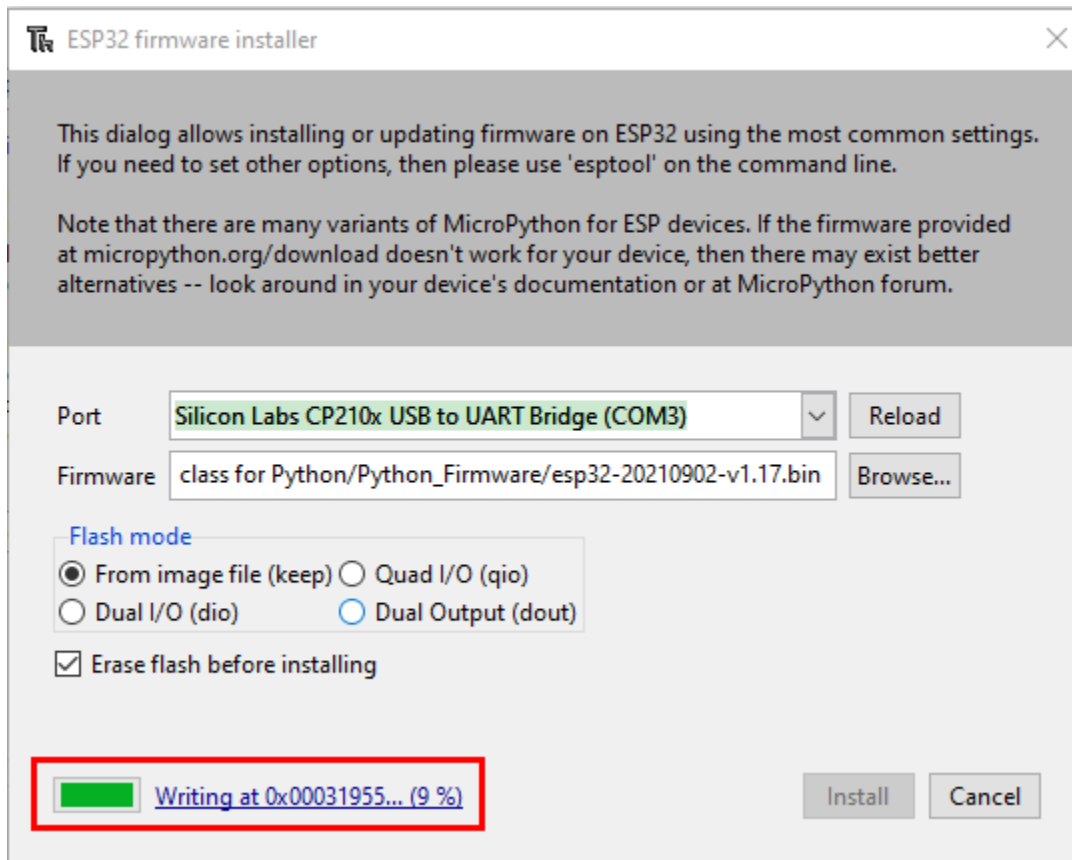 ESP32 firmware installer
This dialog allows installing or updating firmware on ESP32 using the most common settings.
If you need to set other options, then please use 'esptool' on the command line.
Note that there are many variants of MicroPython for ESP devices. If the firmware provided
at micropython.org/download doesn't work for your device, then there may exist better
alternatives -- look around in your device's documentation or at MicroPython forum.
Port Silicon Labs CP210x USB to UART Bridge (COM3) Reload
Firmware class for Python/Python_Firmware/esp32-20210902-v1.17.bin Browse...
Flash mode
From image file (keep) Quad I/O (qio)
Dual I/O (dio) Dual Output (dout)
Erase flash before installing
Writing at 0x00031955... (9 %) Install Cancel